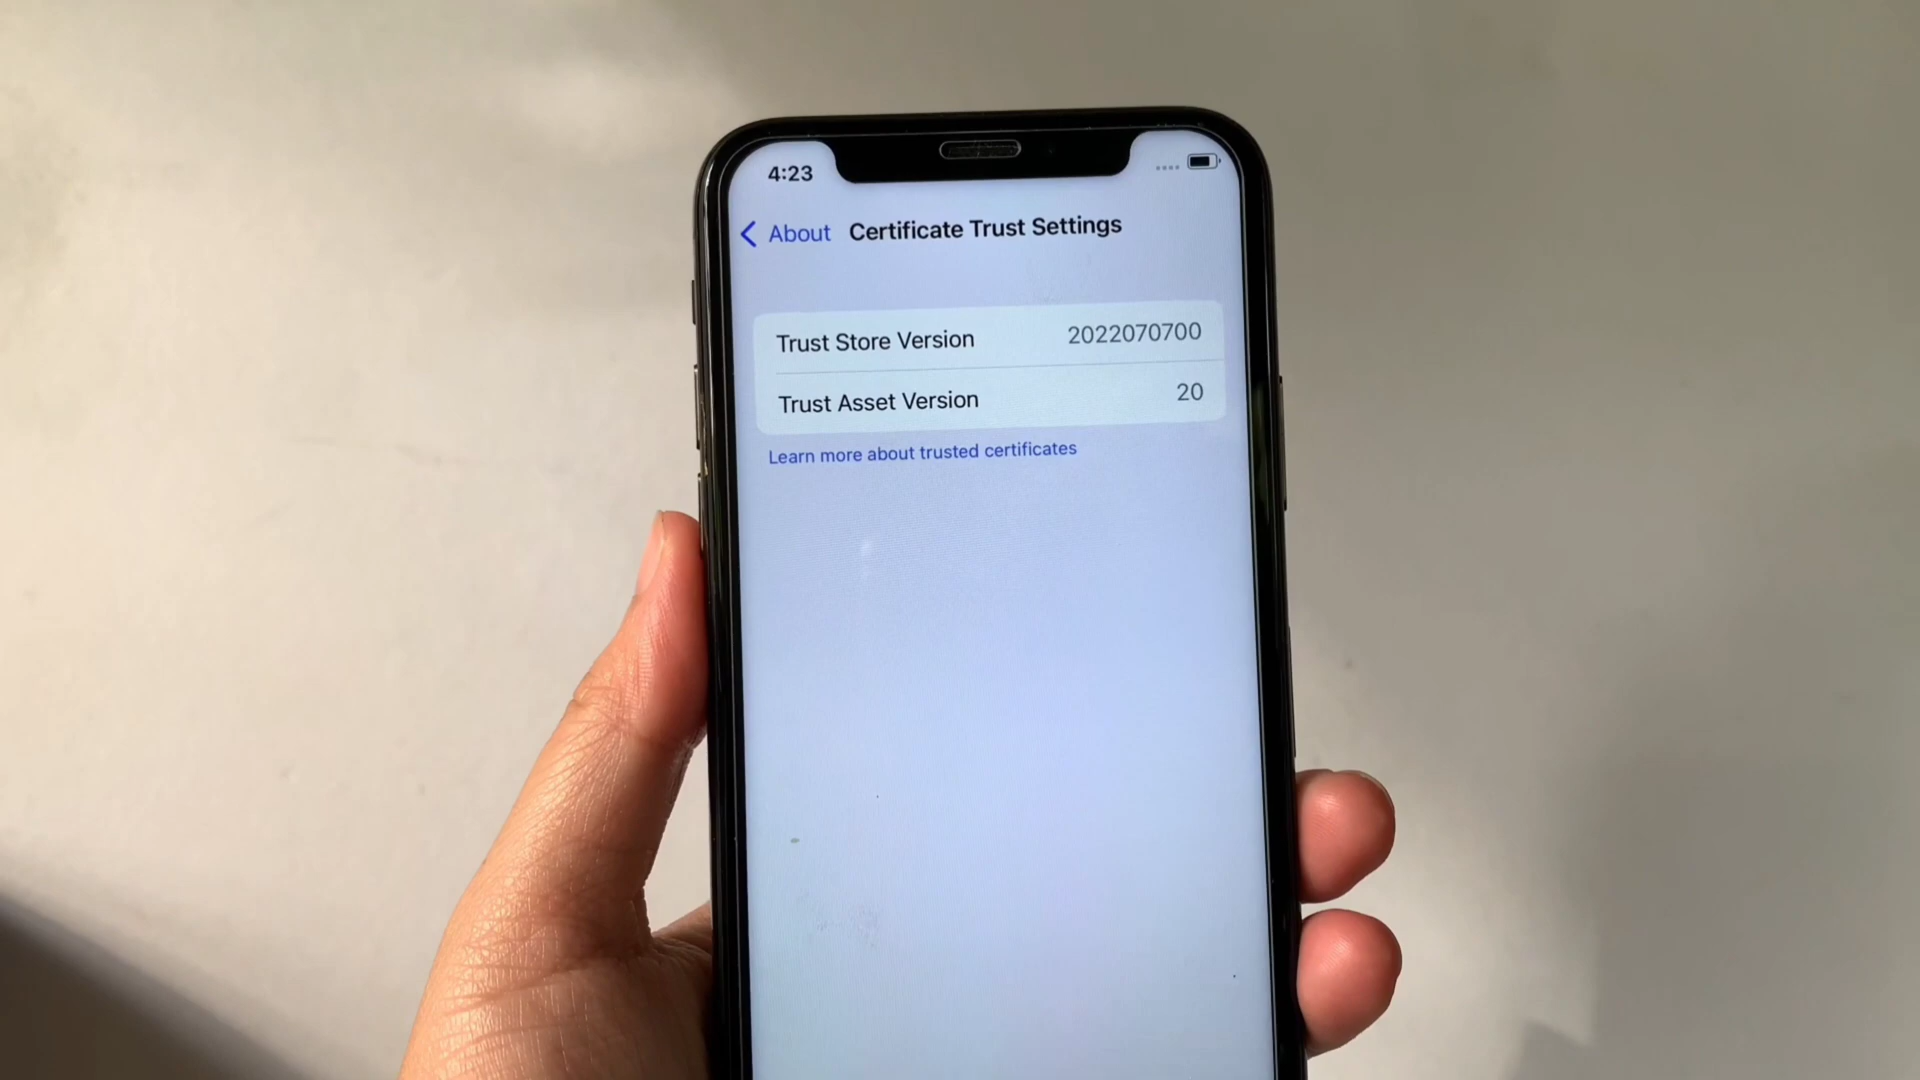 4:23
About Certificate Trust Settings
Trust Store Version 2022070700
Trust Asset Version 20
Learn more about trusted certificates